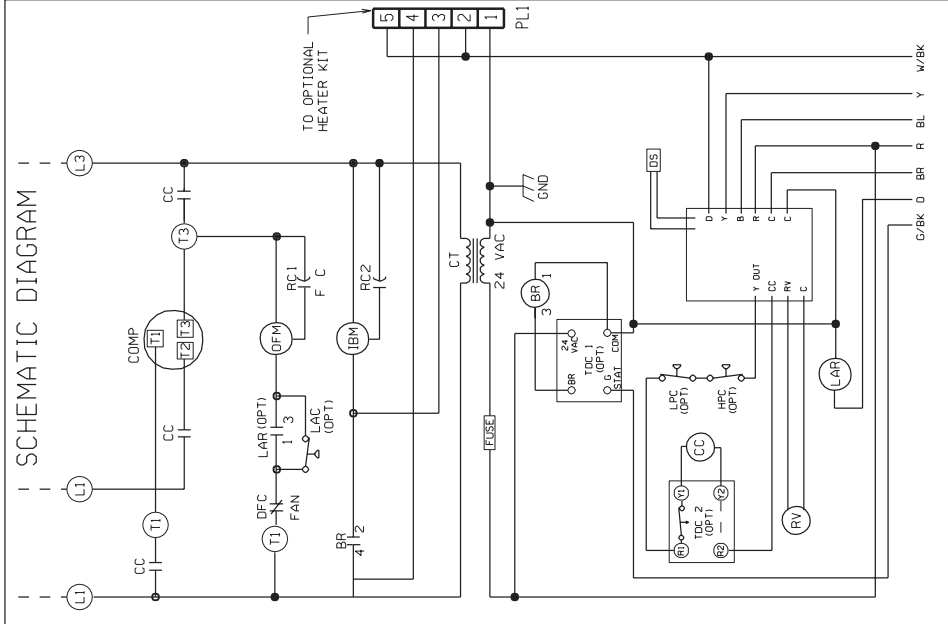 SCHEMATIC DIAGRAM
TO OPTIONAL
HEATER KIT
5
4
3
2
1
PL1
L3
L1
L1
CC
T3
COMP
T1
T2
T3
CC
T1
CC
OFM
RC1
F C
LAR (OPT)
1 3
LAC
(OPT)
DFC
FAN
T1
IBM
RC2
BR
4 2
CT
24 VAC
GND
FUSE
BR
3 1
24
VAC
BR
TDC 1
(OPT)
G
STAT
COM
DS
D
Y
B
R
C
C
Y OUT
CC
RV
C
LPC
(OPT)
HPC
(OPT)
LAR
CC
Y1
Y2
TDC 2
(OPT)
R1
R2
RV
W/BK
Y
BL
R
BR
O
G/BK